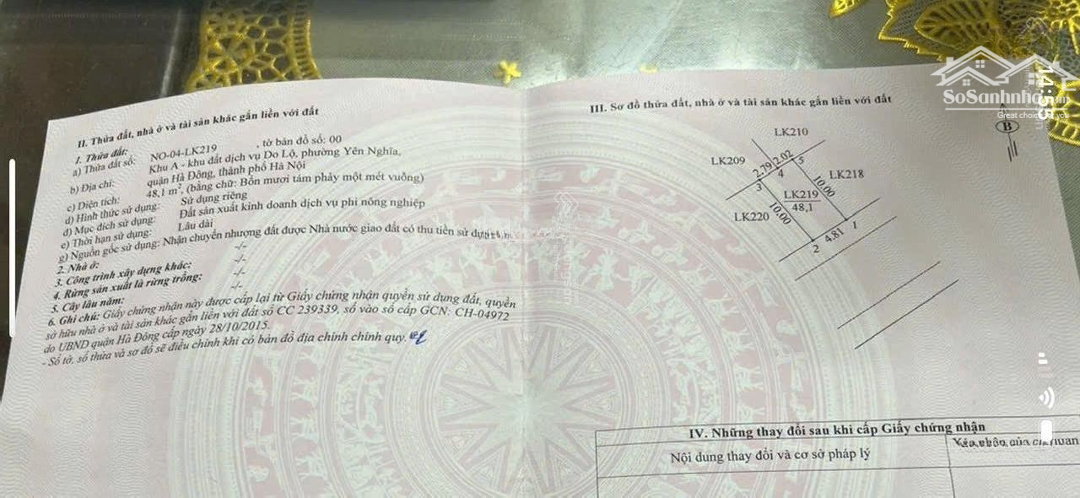 II. Thửa đất, nhà ở và tài sản khác gắn liền với đất
1. Thửa đất:
a) Thửa đất số: NO-04-LK219 , tờ bản đồ số: 00
b) Địa chỉ: Khu A - khu đất dịch vụ Do Lộ, phường Yên Nghĩa,
quận Hà Đông, thành phố Hà Nội
c) Diện tích: 48,1 m², (bằng chữ: Bốn mươi tám phảy một mét vuông)
d) Hình thức sử dụng: Sử dụng riêng
đ) Mục đích sử dụng: Đất sản xuất kinh doanh dịch vụ phi nông nghiệp
e) Thời hạn sử dụng: Lâu dài
g) Nguồn gốc sử dụng: Nhận chuyển nhượng đất được Nhà nước giao đất có thu tiền sử dụng
2. Nhà ở: -/-
3. Công trình xây dựng khác: -/-
4. Rừng sản xuất là rừng trồng: -/-
5. Cây lâu năm: -/-
6. Ghi chú: Giấy chứng nhận này được cấp lại từ Giấy chứng nhận quyền sử dụng đất, quyền
sở hữu nhà ở và tài sản khác gắn liền với đất số CC 239339, số vào sổ cấp GCN: CH-04972
do UBND quận Hà Đông cấp ngày 28/10/2015.
- Số tờ, số thửa và sơ đồ sẽ điều chỉnh khi có bản đồ địa chính chính quy.
III. Sơ đồ thửa đất, nhà ở và tài sản khác gắn liền với đất
B
LK210
LK209
2.79 2.02
5
4
3
LK218
10.00
LK219
48,1
LK220
10.00
1
4.81
2
IV. Những thay đổi sau khi cấp Giấy chứng nhận
Nội dung thay đổi và cơ sở pháp lý
SoSanhnha.com
Great choice for you
14:35